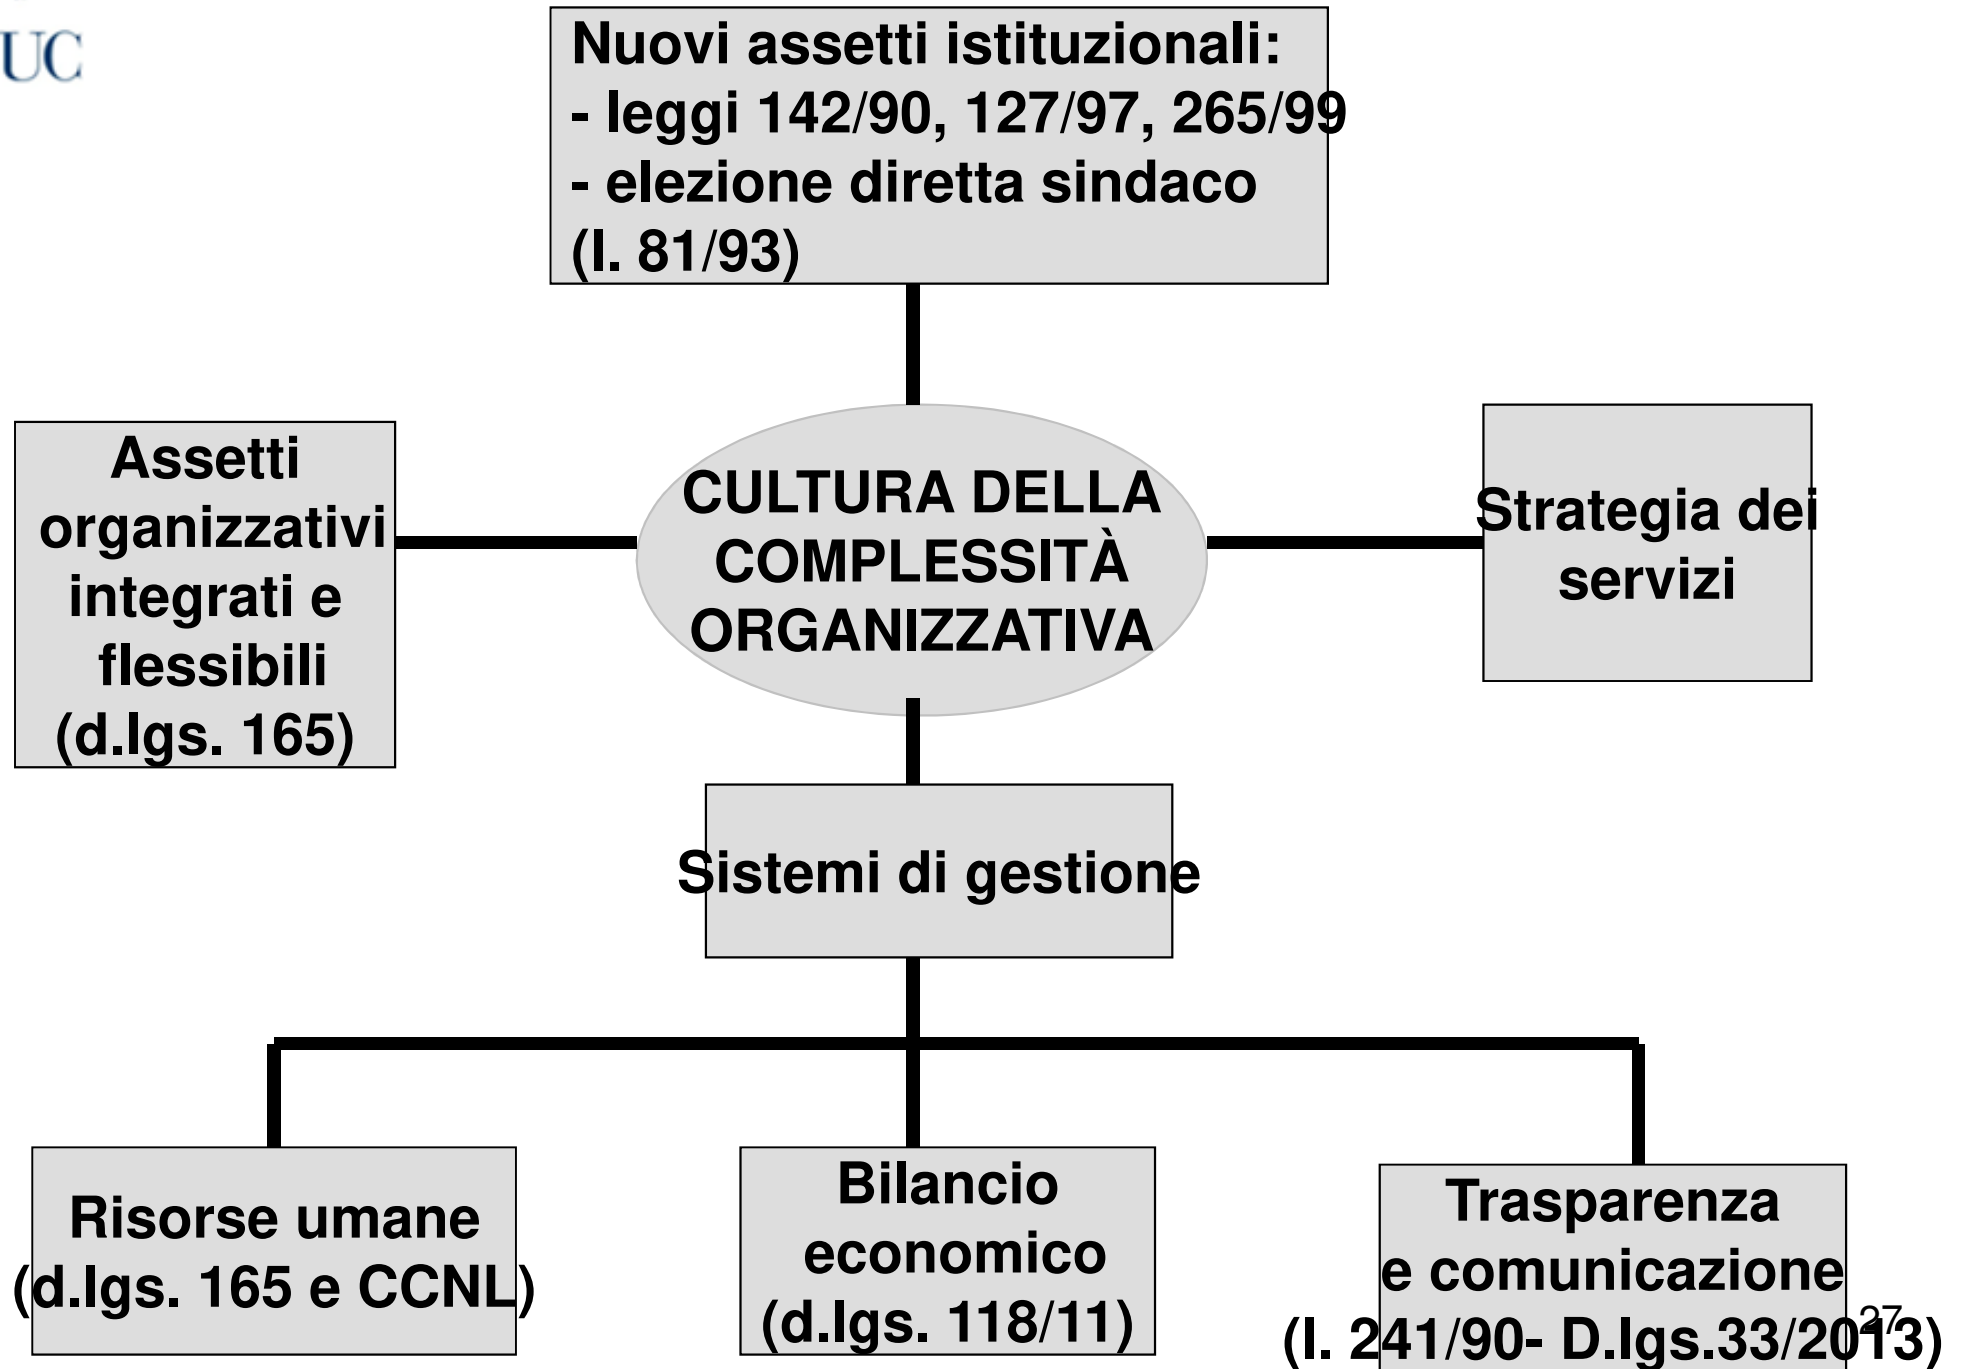 UC
Nuovi assetti istituzionali:
- leggi 142/90, 127/97, 265/99
- elezione diretta sindaco
(l. 81/93)
Assetti
organizzativi
integrati e
flessibili
(d.lgs. 165)
CULTURA DELLA
COMPLESSITÀ
ORGANIZZATIVA
Strategia dei
servizi
Sistemi di gestione
Risorse umane
(d.lgs. 165 e CCNL)
Bilancio
economico
(d.lgs. 118/11)
Trasparenza
e comunicazione
(l. 241/90- D.lgs.33/2013)
27